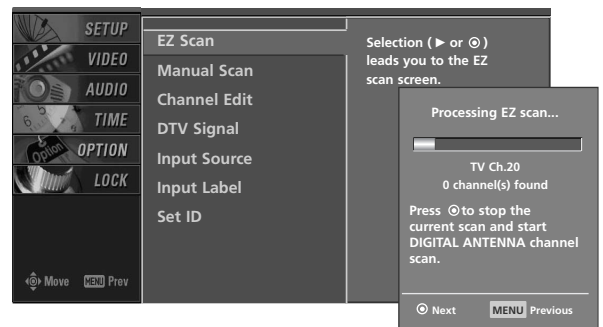 SETUP
VIDEO
AUDIO
TIME
OPTION
LOCK
Move MENU Prev
EZ Scan
Manual Scan
Channel Edit
DTV Signal
Input Source
Input Label
Set ID
Selection ( ► or ⊙ )
leads you to the EZ
scan screen.
Processing EZ scan...
TV Ch.20
0 channel(s) found
Press ⊙ to stop the
current scan and start
DIGITAL ANTENNA channel
scan.
⊙ Next MENU Previous